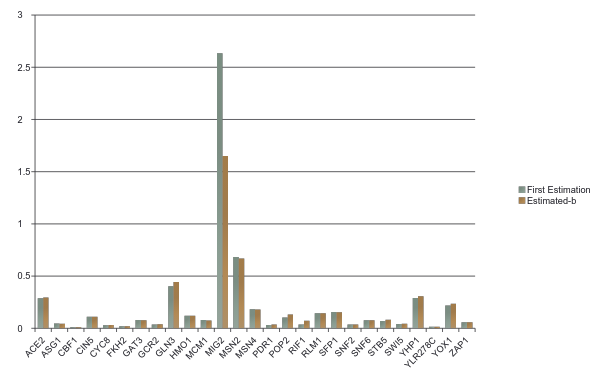 3
2.5
2
1.5
1
0.5
0
First Estimation
Estimated-b
ACE2
ASG1
CBF1
CIN5
CYC8
FKH2
GAT3
GCR2
GLN3
HMO1
MCM1
MIG2
MSN2
MSN4
PDR1
POP2
RIF1
RLM1
SFP1
SNF2
SNF6
STB5
SWI5
YHP1
YLR278C
YOX1
ZAP1